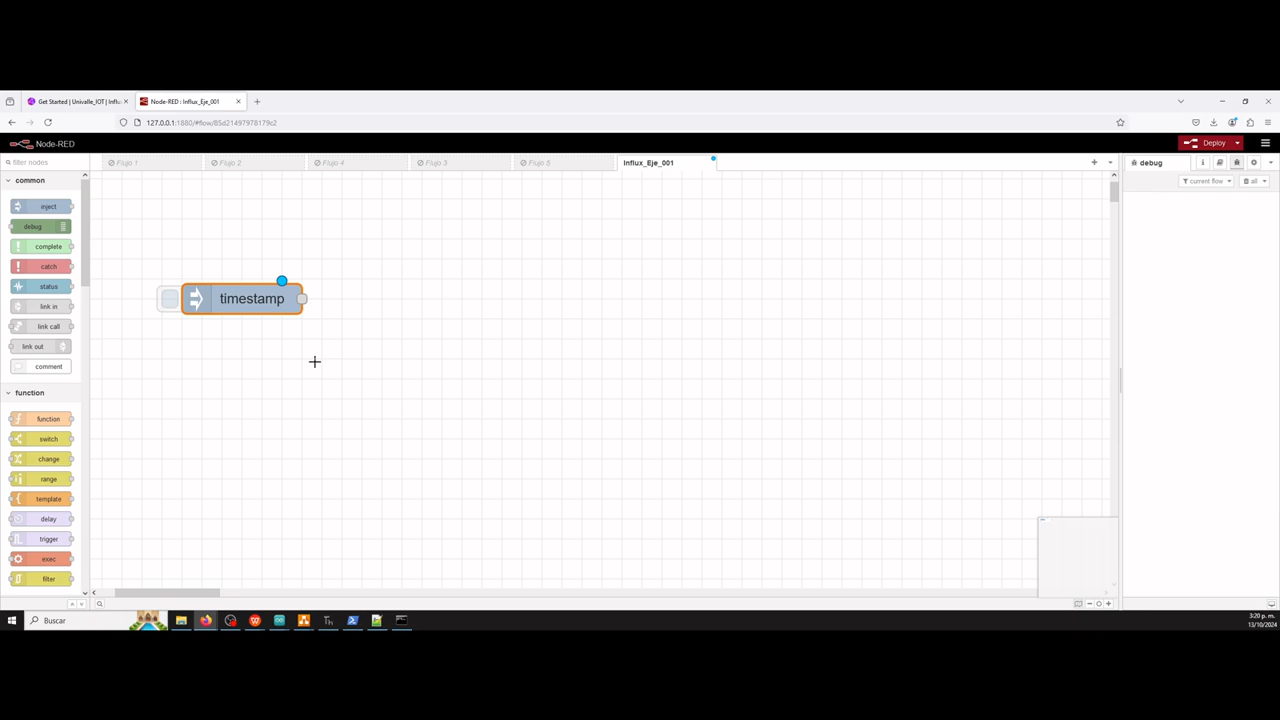 Get Started | Univalle_IOT | Influ
Node-RED : Influx_Eje_001
127.0.0.1:1880/#flow/85d21497978179c2
Node-RED
Deploy
filter nodes
Flujo 1
Flujo 2
Flujo 4
Flujo 3
Flujo 5
Influx_Eje_001
debug
current flow
all
common
inject
debug
complete
catch
status
link in
link call
link out
comment
function
function
switch
change
range
template
delay
trigger
exec
filter
timestamp
Buscar
3:20 p. m.
13/10/2024